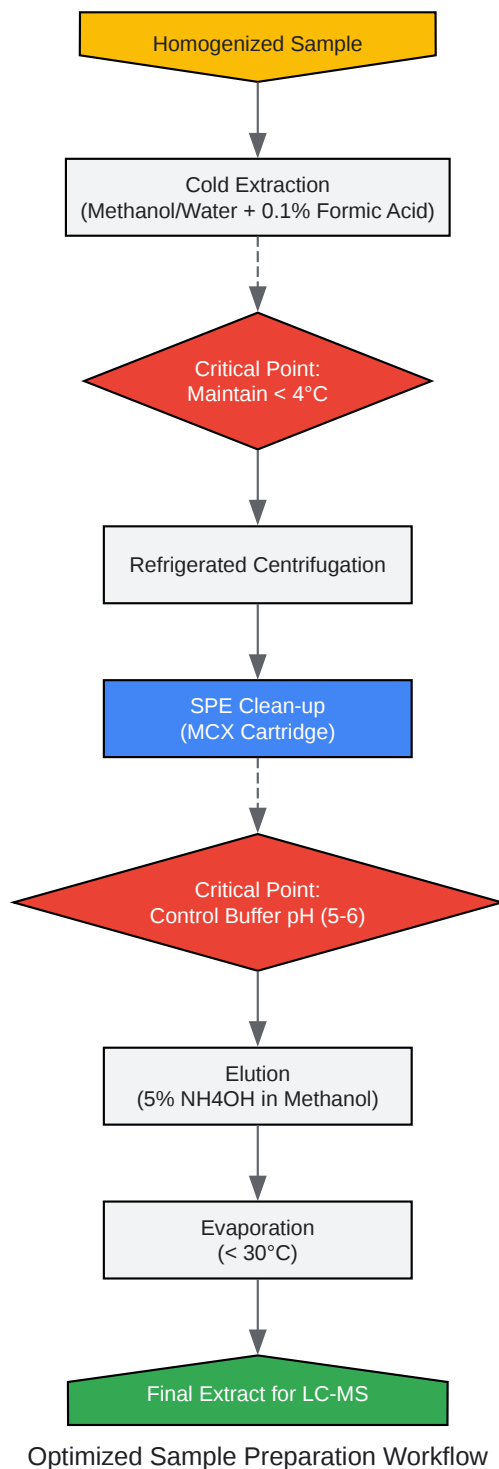 Homogenized Sample
Cold Extraction
(Methanol/Water + 0.1% Formic Acid)
Critical Point:
Maintain < 4°C
Refrigerated Centrifugation
SPE Clean-up
(MCX Cartridge)
Critical Point:
Control Buffer pH (5-6)
Elution
(5% NH4OH in Methanol)
Evaporation
(< 30°C)
Final Extract for LC-MS
Optimized Sample Preparation Workflow